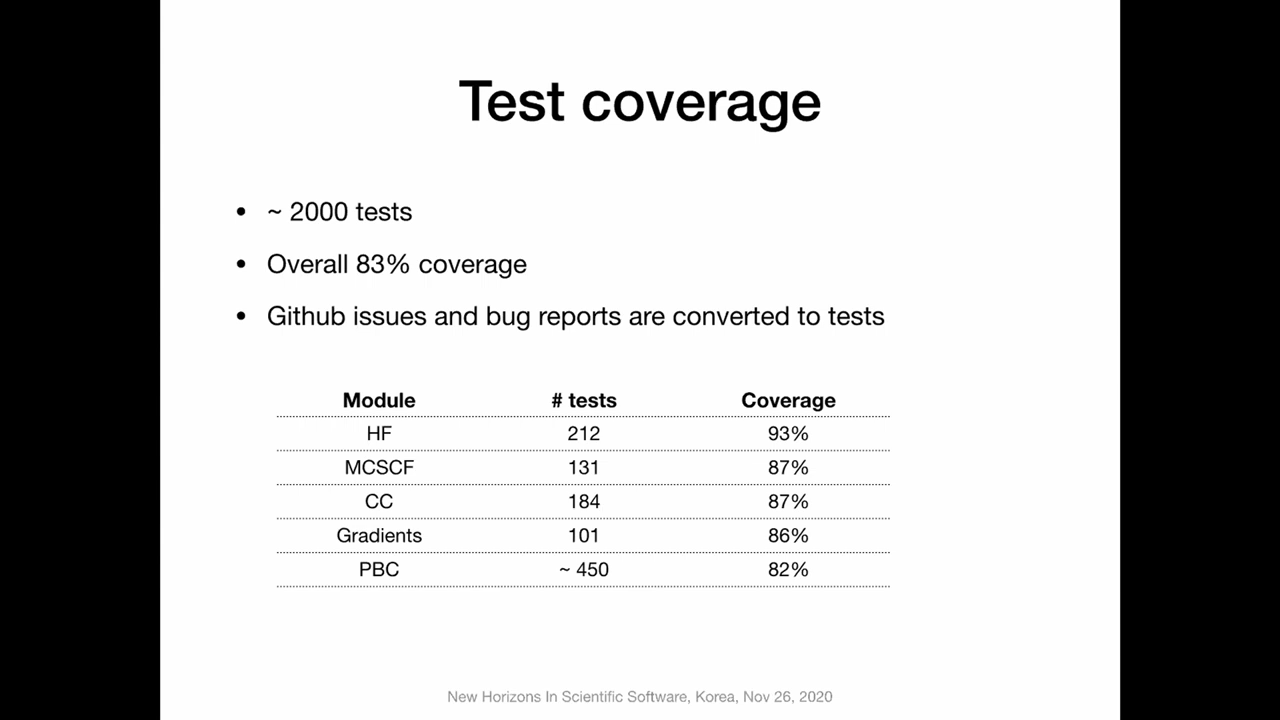 Test coverage
• ~ 2000 tests
• Overall 83% coverage
• Github issues and bug reports are converted to tests
Module # tests Coverage
HF 212 93%
MCSCF 131 87%
CC 184 87%
Gradients 101 86%
PBC ~ 450 82%
New Horizons In Scientific Software, Korea, Nov 26, 2020